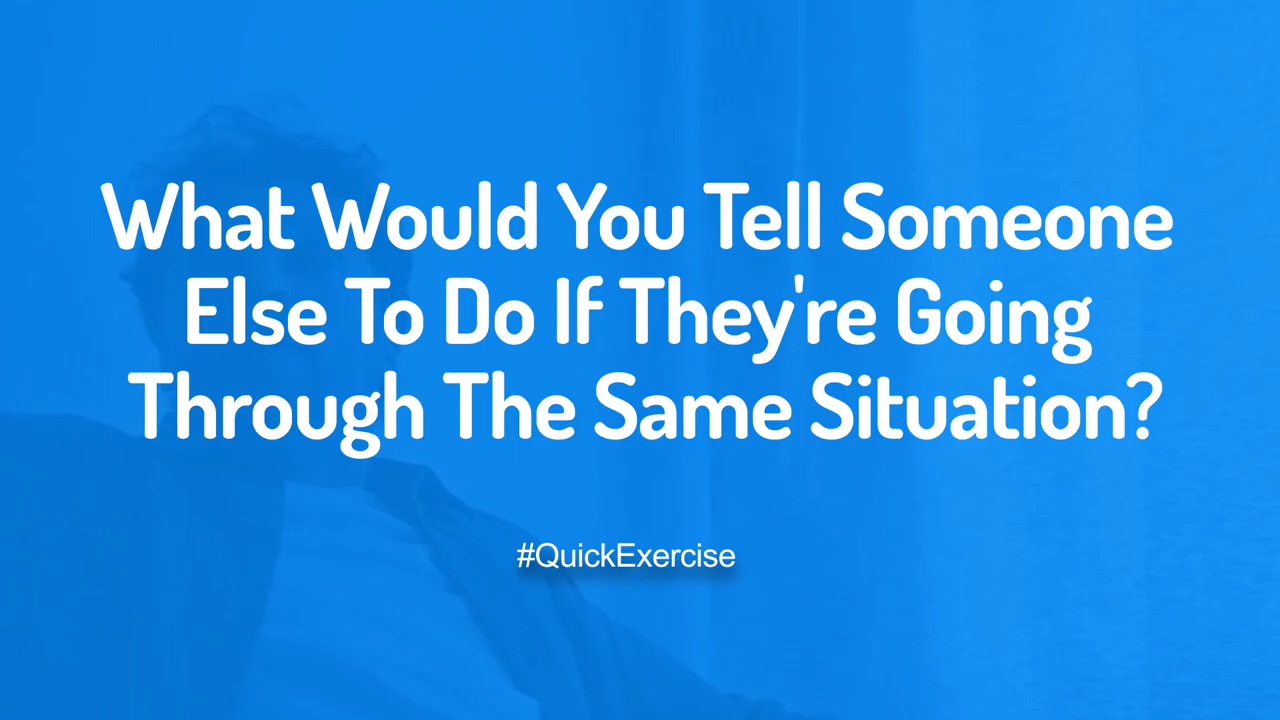 What Would You Tell Someone
Else To Do If They're Going
Through The Same Situation?
#QuickExercise